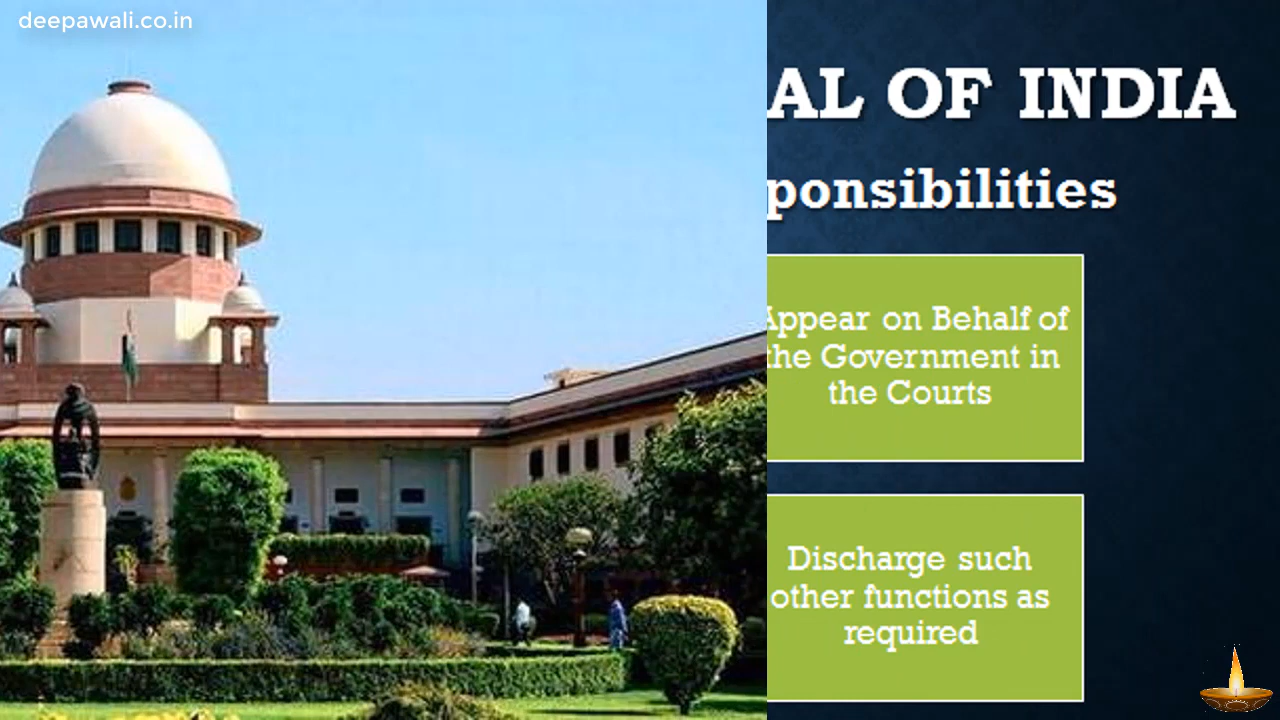 deepawali.co.in
AL OF INDIA
ponsibilities
Appear on Behalf of
the Government in
the Courts
Discharge such
other functions as
required